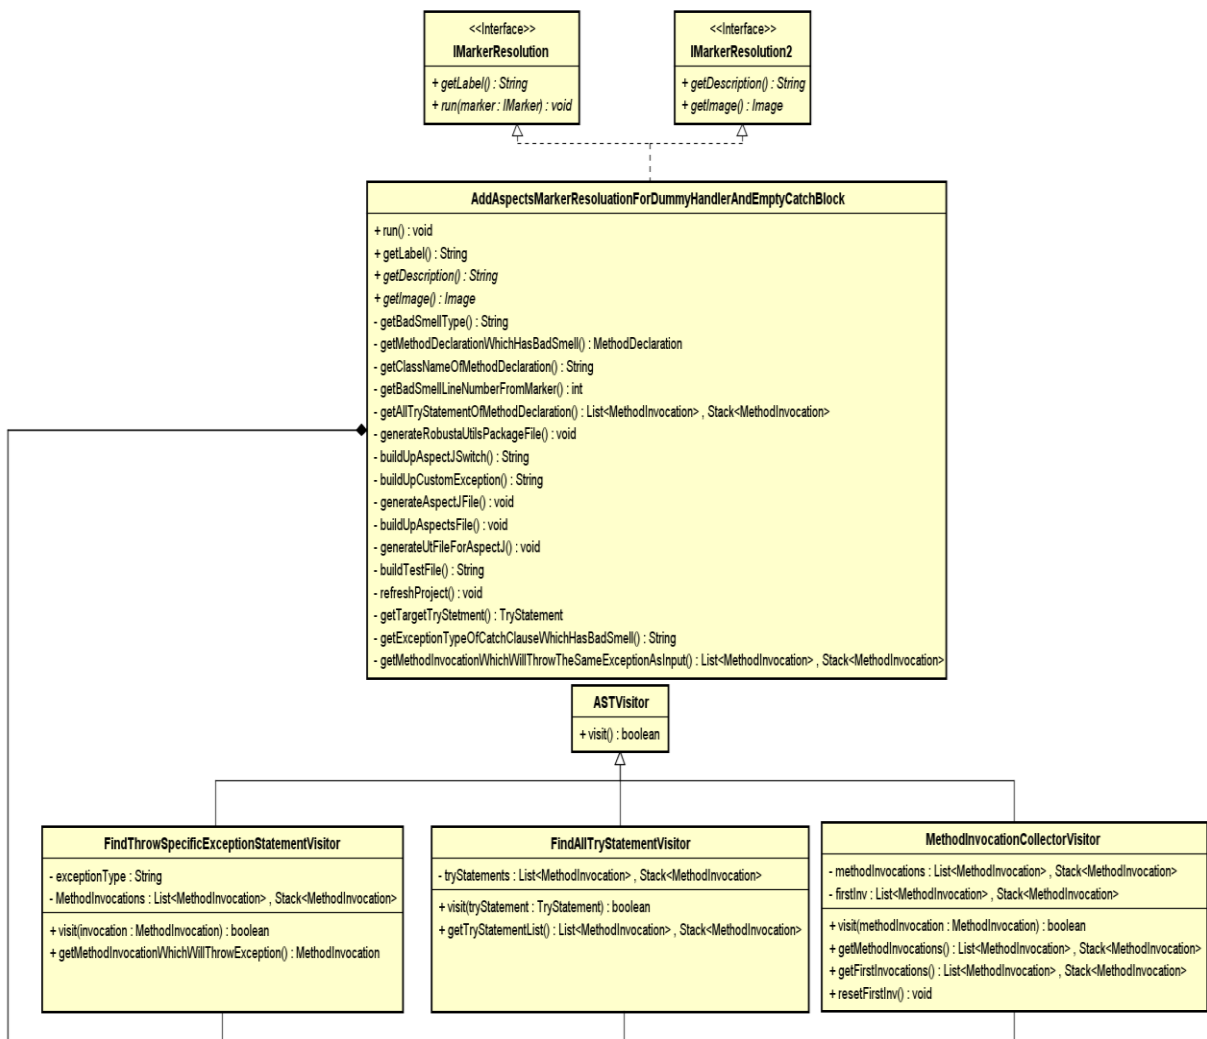 <<Interface>>
IMarkerResolution
+ getLabel() : String
+ run(marker : IMarker) : void
<<Interface>>
IMarkerResolution2
+ getDescription() : String
+ getImage() : Image
AddAspectsMarkerResoluationForDummyHandlerAndEmptyCatchBlock
+ run() : void
+ getLabel() : String
+ getDescription() : String
+ getImage() : Image
- getBadSmellType() : String
- getMethodDeclarationWhichHasBadSmell() : MethodDeclaration
- getClassNameOfMethodDeclaration() : String
- getBadSmellLineNumberFromMarker() : int
- getAllTryStatementOfMethodDeclaration() : List<MethodInvocation> , Stack<MethodInvocation>
- generateRobustaUtilsPackageFile() : void
- buildUpAspectJSwitch() : String
- buildUpCustomException() : String
- generateAspectJFile() : void
- buildUpAspectsFile() : void
- generateUtFileForAspectJ() : void
- buildTestFile() : String
- refreshProject() : void
- getTargetTryStetment() : TryStatement
- getExceptionTypeOfCatchClauseWhichHasBadSmell() : String
- getMethodInvocationWhichWillThrowTheSameExceptionAsInput() : List<MethodInvocation> , Stack<MethodInvocation>
ASTVisitor
+ visit() : boolean
FindThrowSpecificExceptionStatementVisitor
- exceptionType : String
- MethodInvocations : List<MethodInvocation> , Stack<MethodInvocation>
+ visit(invocation : MethodInvocation) : boolean
+ getMethodInvocationWhichWillThrowException() : MethodInvocation
FindAllTryStatementVisitor
- tryStatements : List<MethodInvocation> , Stack<MethodInvocation>
+ visit(tryStatement : TryStatement) : boolean
+ getTryStatementList() : List<MethodInvocation> , Stack<MethodInvocation>
MethodInvocationCollectorVisitor
- methodInvocations : List<MethodInvocation> , Stack<MethodInvocation>
- firstInv : List<MethodInvocation> , Stack<MethodInvocation>
+ visit(methodInvocation : MethodInvocation) : boolean
+ getMethodInvocations() : List<MethodInvocation> , Stack<MethodInvocation>
+ getFirstInvocations() : List<MethodInvocation> , Stack<MethodInvocation>
+ resetFirstInv() : void